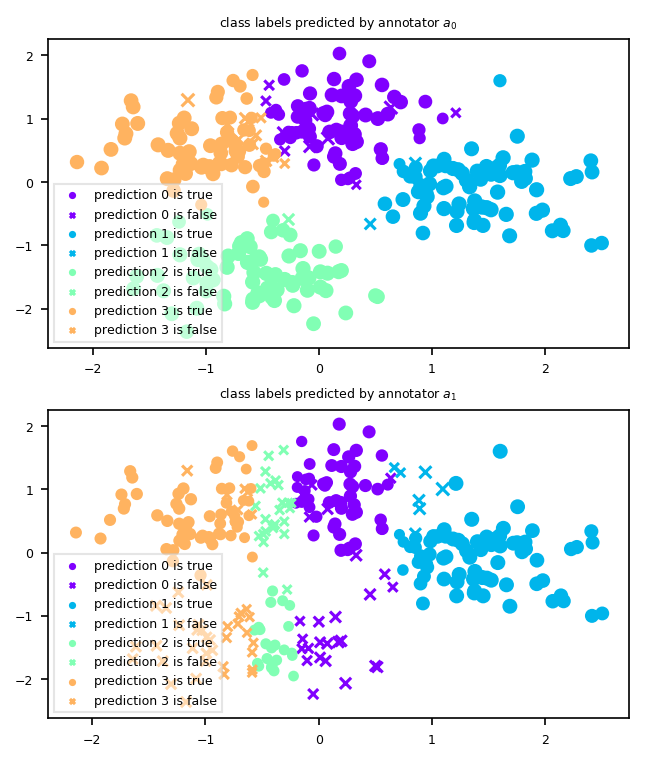 class labels predicted by annotator a₀
2
1
0
−1
−2
prediction 0 is true
prediction 0 is false
prediction 1 is true
prediction 1 is false
prediction 2 is true
prediction 2 is false
prediction 3 is true
prediction 3 is false
−2 −1 0 1 2
class labels predicted by annotator a₁
2
1
0
−1
−2
prediction 0 is true
prediction 0 is false
prediction 1 is true
prediction 1 is false
prediction 2 is true
prediction 2 is false
prediction 3 is true
prediction 3 is false
−2 −1 0 1 2